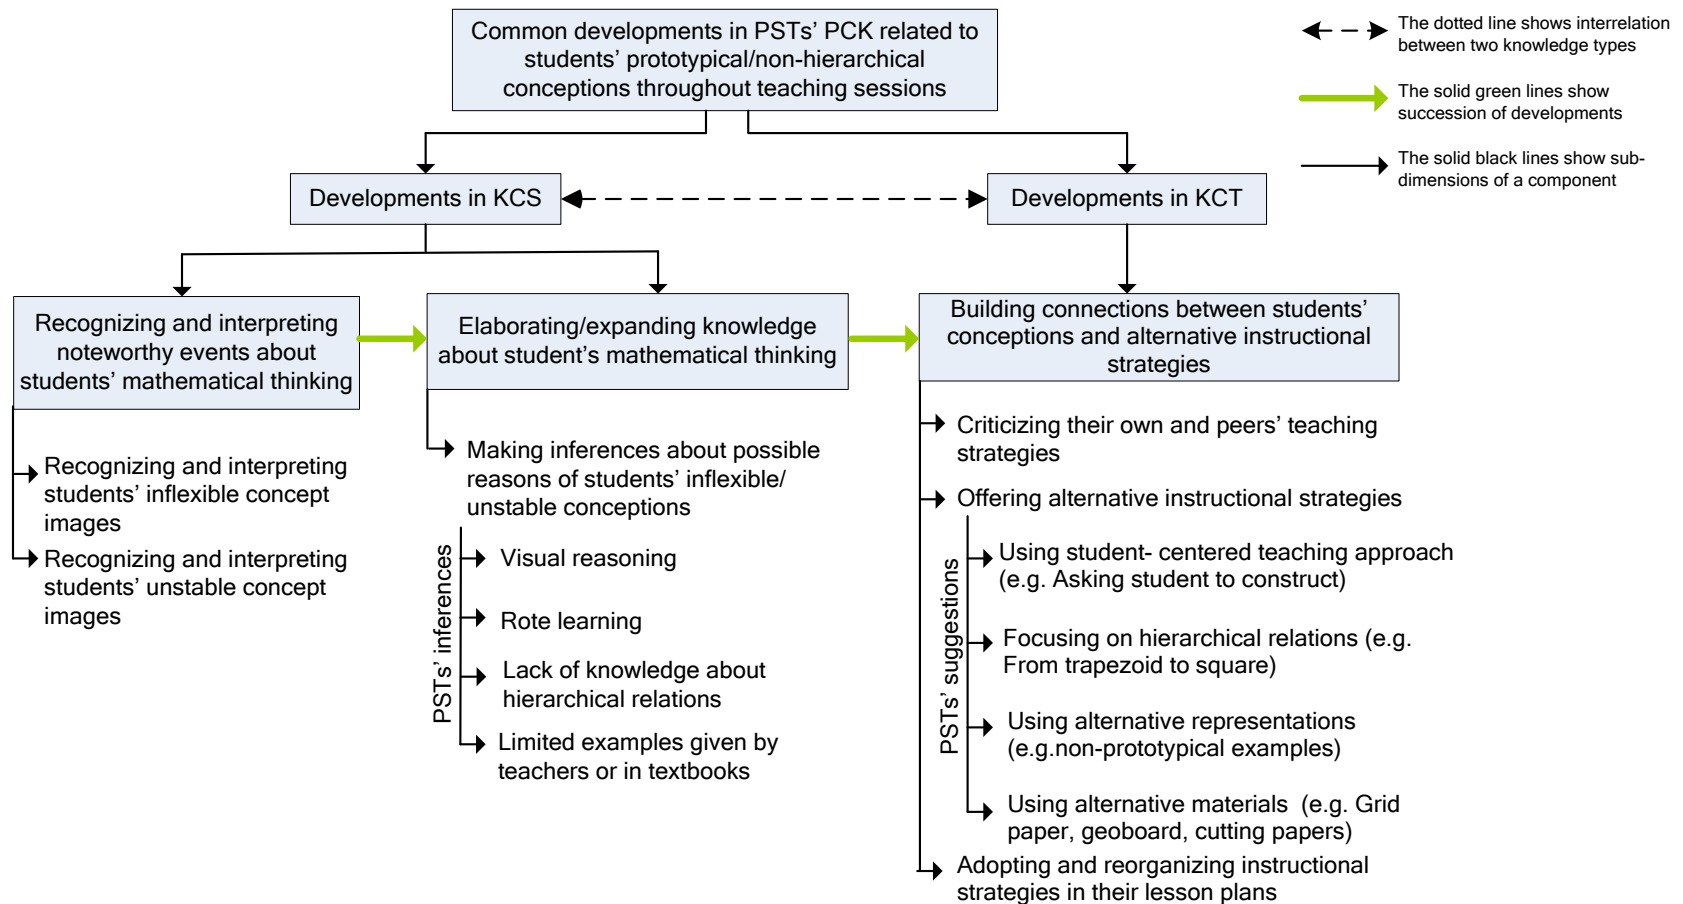 Common developments in PSTs’ PCK related to
students’ prototypical/non-hierarchical
conceptions throughout teaching sessions
The dotted line shows interrelation
between two knowledge types
The solid green lines show
succession of developments
The solid black lines show sub-
dimensions of a component
Developments in KCS
Developments in KCT
Recognizing and interpreting
noteworthy events about
students’ mathematical thinking
Elaborating/expanding knowledge
about student’s mathematical thinking
Building connections between students’
conceptions and alternative instructional
strategies
Recognizing and interpreting
students’ inflexible concept
images
Recognizing and interpreting
students’ unstable concept
images
Making inferences about possible
reasons of students’ inflexible/
unstable conceptions
PSTs’ inferences
Visual reasoning
Rote learning
Lack of knowledge about
hierarchical relations
Limited examples given by
teachers or in textbooks
Criticizing their own and peers’ teaching
strategies
Offering alternative instructional strategies
PSTs’ suggestions
Using student- centered teaching approach
(e.g. Asking student to construct)
Focusing on hierarchical relations (e.g.
From trapezoid to square)
Using alternative representations
(e.g.non-prototypical examples)
Using alternative materials  (e.g. Grid
paper, geoboard, cutting papers)
Adopting and reorganizing instructional
strategies in their lesson plans